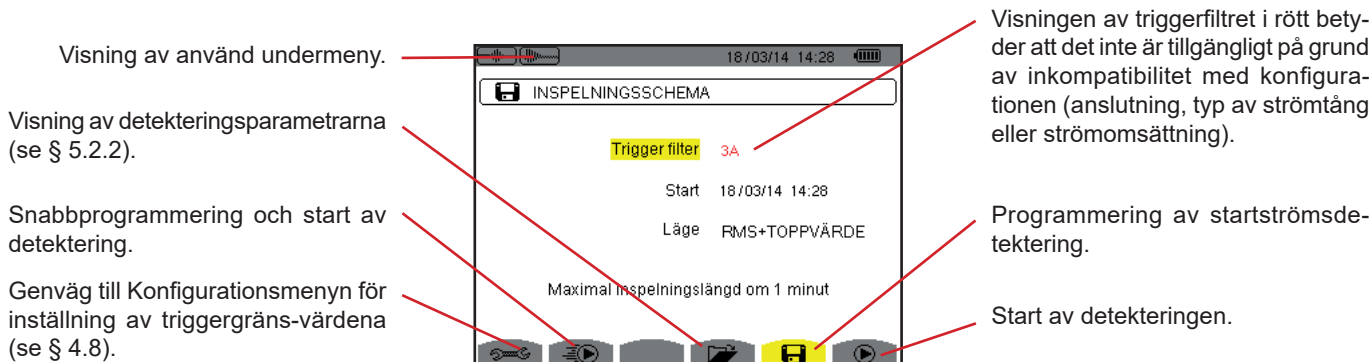 Visning av använd undermeny.
Visning av detekteringsparametrarna
(se § 5.2.2).
Snabbprogrammering och start av
detektering.
Genväg till Konfigurationsmenyn för
inställning av triggergräns-värdena
(se § 4.8).
18/03/14 14:28
INSPELNINGSSCHEMA
Trigger filter 3A
Start 18/03/14 14:28
Läge RMS+TOPPVÄRDE
Maximal inspelningslängd om 1 minut
Visningen av triggerfiltret i rött bety-
der att det inte är tillgängligt på grund
av inkompatibilitet med konfigura-
tionen (anslutning, typ av strömtång
eller strömomsättning).
Programmering av startströmsde-
tektering.
Start av detekteringen.